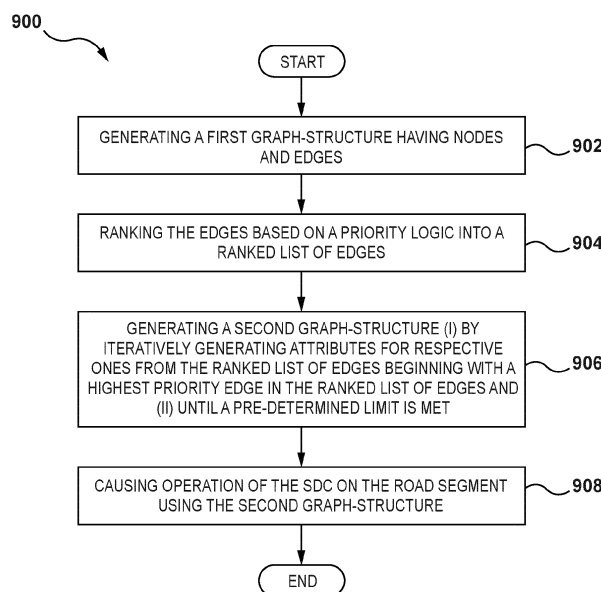 900
START
GENERATING A FIRST GRAPH-STRUCTURE HAVING NODES
AND EDGES
902
RANKING THE EDGES BASED ON A PRIORITY LOGIC INTO A
RANKED LIST OF EDGES
904
GENERATING A SECOND GRAPH-STRUCTURE (I) BY
ITERATIVELY GENERATING ATTRIBUTES FOR RESPECTIVE
ONES FROM THE RANKED LIST OF EDGES BEGINNING WITH A
HIGHEST PRIORITY EDGE IN THE RANKED LIST OF EDGES AND
(II) UNTIL A PRE-DETERMINED LIMIT IS MET
906
CAUSING OPERATION OF THE SDC ON THE ROAD SEGMENT
USING THE SECOND GRAPH-STRUCTURE
908
END